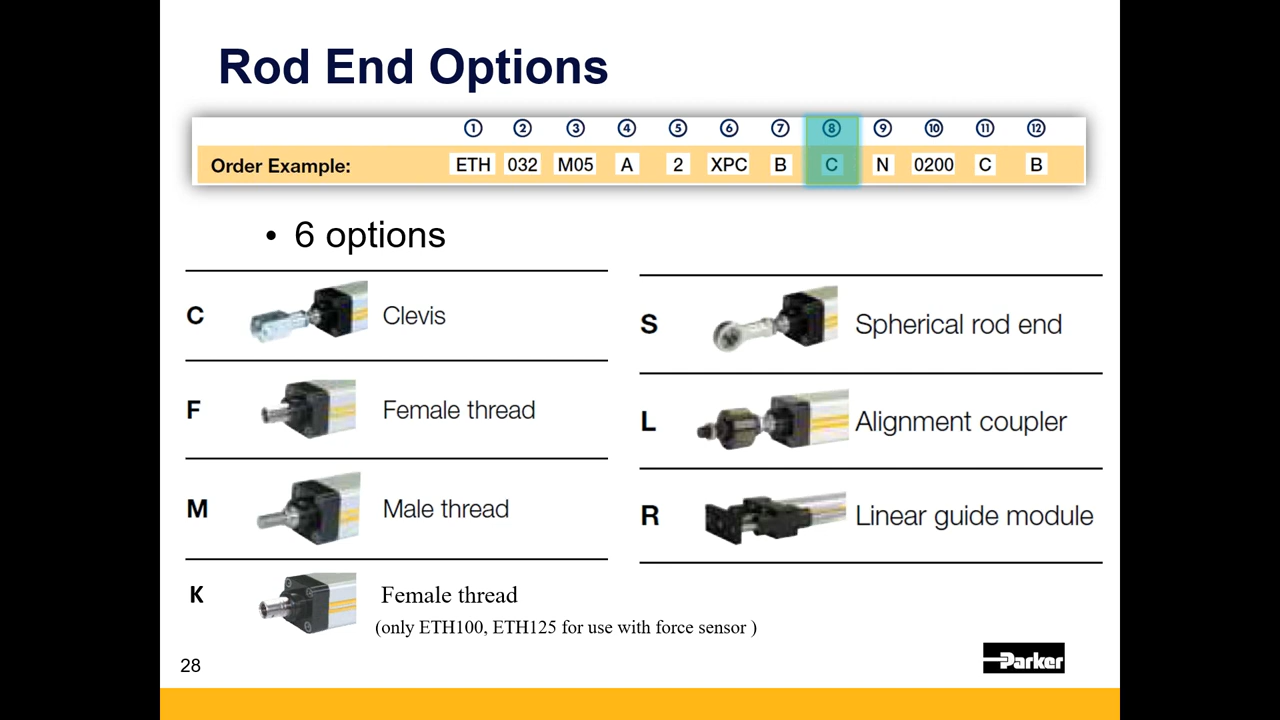 Rod End Options
① ② ③ ④ ⑤ ⑥ ⑦ ⑧ ⑨ ⑩ ⑪ ⑫
Order Example: ETH 032 M05 A 2 XPC B C N 0200 C B
• 6 options
C Clevis
F Female thread
M Male thread
K Female thread
(only ETH100, ETH125 for use with force sensor )
S Spherical rod end
L Alignment coupler
R Linear guide module
28
Parker